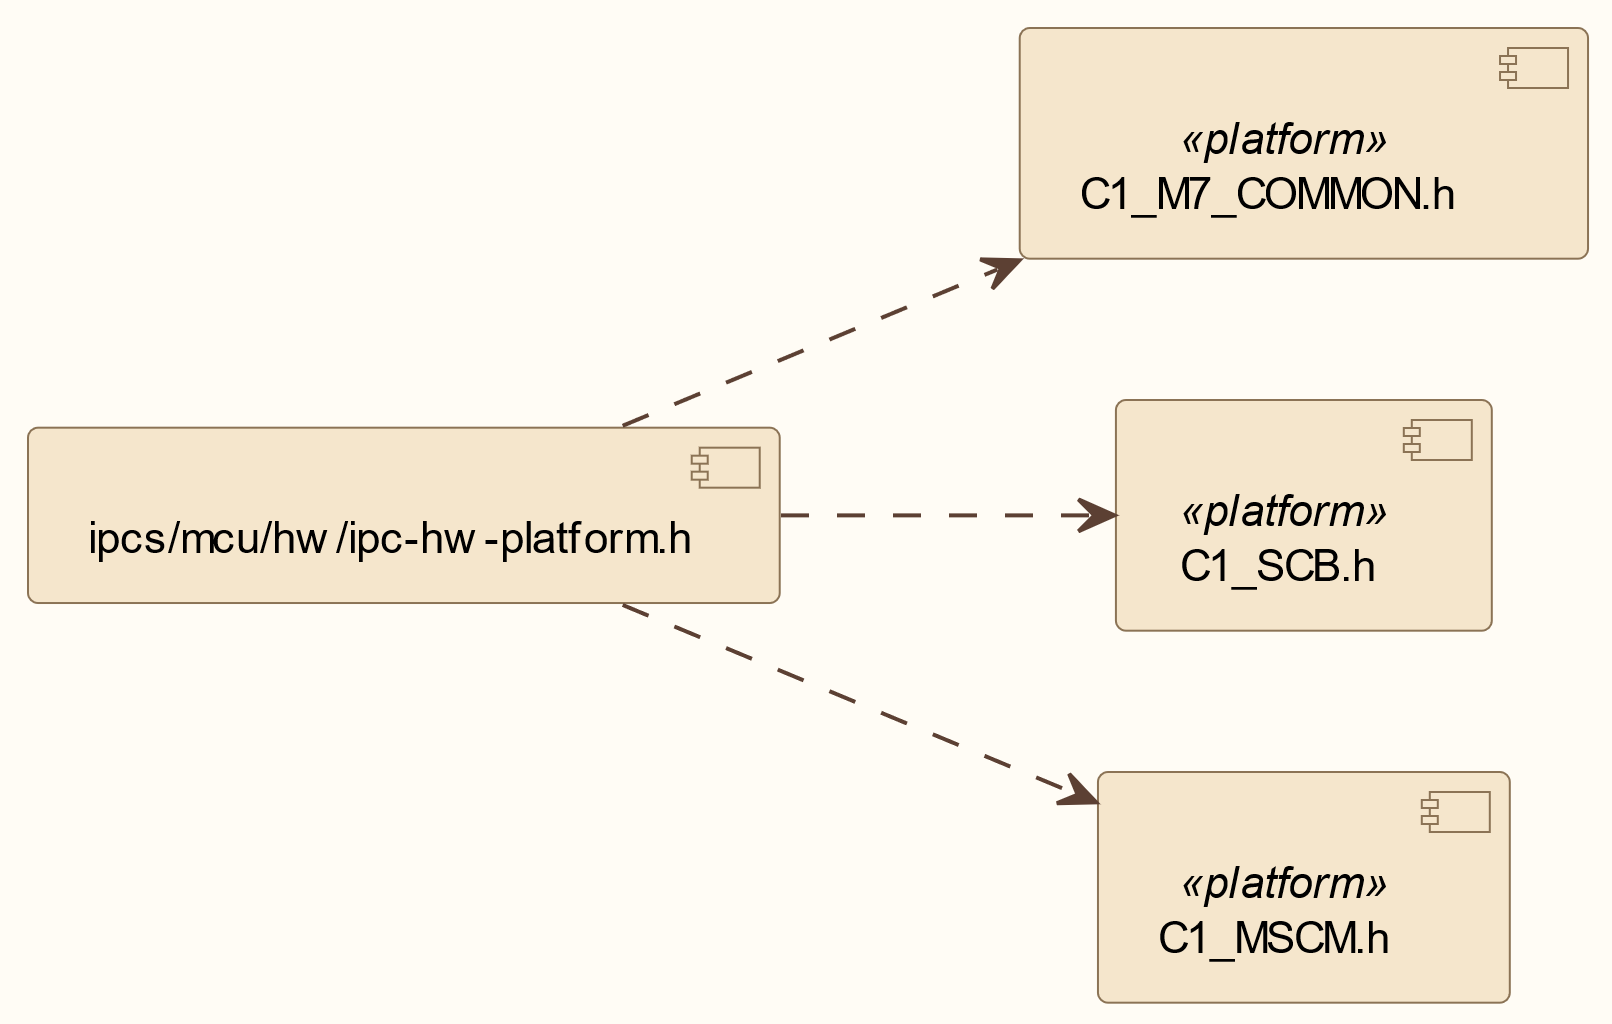 «platform»
C1_M7_COMMON.h
ipcs/mcu/hw/ipc-hw-platform.h
«platform»
C1_SCB.h
«platform»
C1_MSCM.h